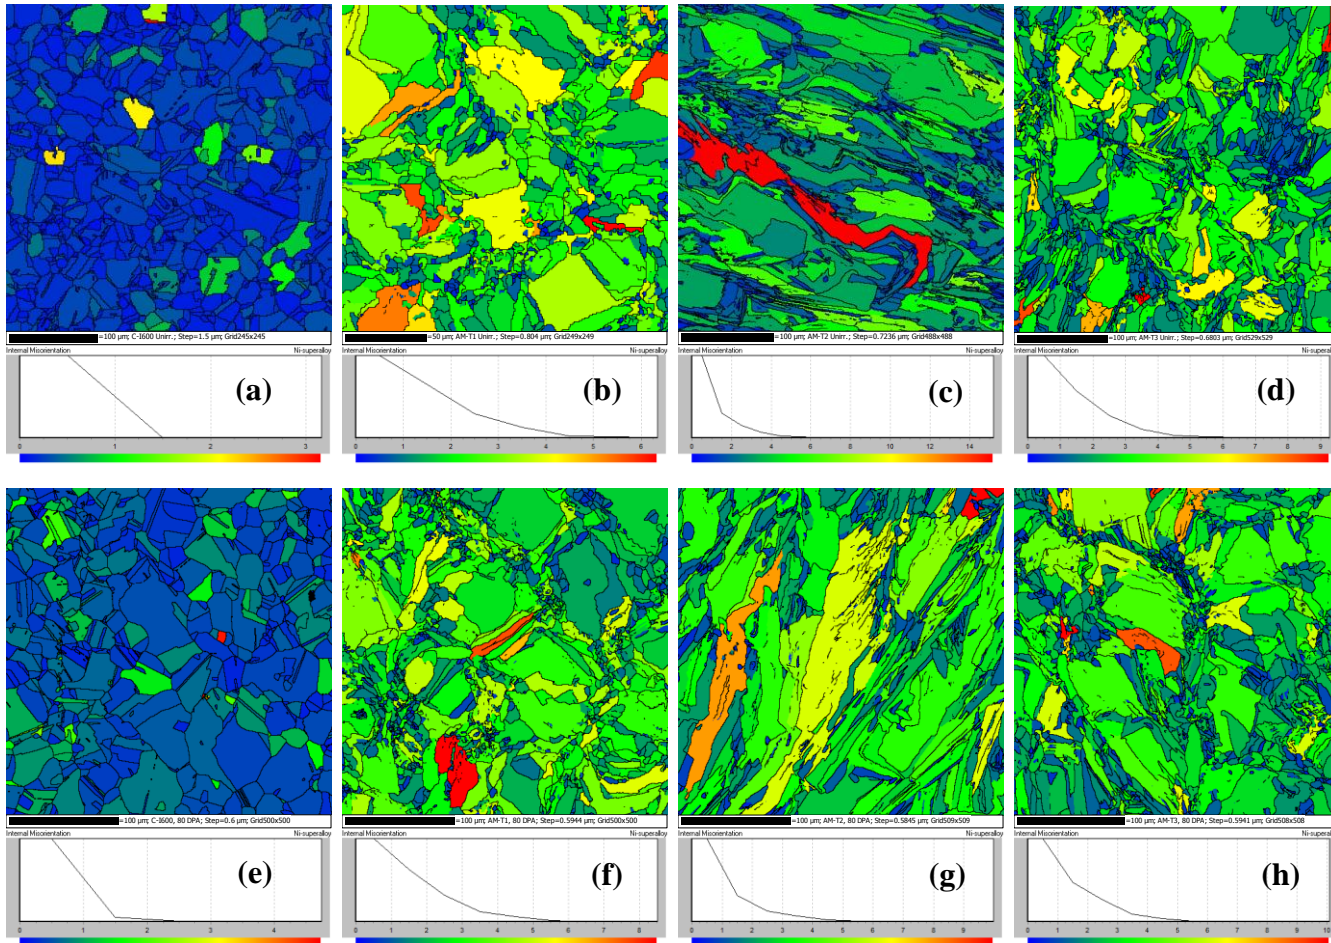 =100 µm; C-I600 Unirr.; Step=1.5 µm; Grid245x245
=50 µm; AM-T1 Unirr.; Step=0.804 µm; Grid249x249
=100 µm; AM-T2 Unirr.; Step=0.7236 µm; Grid488x488
=100 µm; AM-T3 Unirr.; Step=0.6803 µm; Grid529x529
Internal Misorientation Ni-superalloy
Internal Misorientation Ni-superalloy
Internal Misorientation Ni-superalloy
Internal Misorientation Ni-superalloy
(a)
(b)
(c)
(d)
0 1 2 3
0 1 2 3 4 5 6
0 2 4 6 8 10 12 14
0 1 2 3 4 5 6 7 8 9
=100 µm; C-I600, 80 DPA; Step=0.6 µm; Grid500x500
=100 µm; AM-T1, 80 DPA; Step=0.5944 µm; Grid500x500
=100 µm; AM-T2, 80 DPA; Step=0.5845 µm; Grid509x509
=100 µm; AM-T3, 80 DPA; Step=0.5941 µm; Grid508x508
Internal Misorientation Ni-superalloy
Internal Misorientation Ni-superalloy
Internal Misorientation Ni-superalloy
Internal Misorientation Ni-superalloy
(e)
(f)
(g)
(h)
0 1 2 3 4
0 1 2 3 4 5 6 7 8
0 1 2 3 4 5 6 7 8 9
0 1 2 3 4 5 6 7 8 9 10